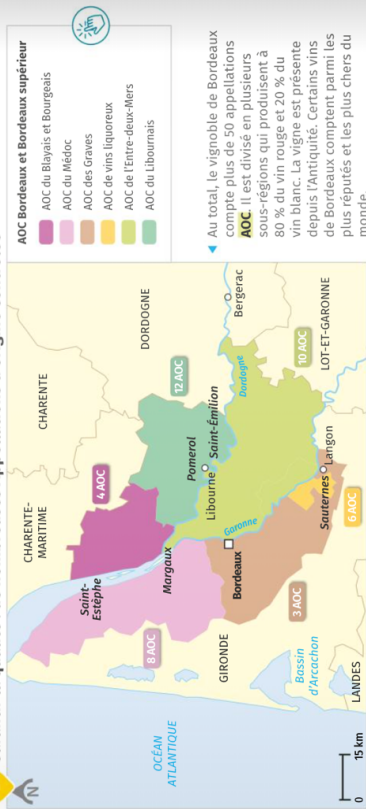 AOC Bordeaux et Bordeaux supérieur
AOC du Blayais et Bourgeais
AOC du Médoc
AOC des Graves
AOC de vins liquoreux
AOC de l'Entre-deux-Mers
AOC du Libournais
Au total, le vignoble de Bordeaux
compte plus de 50 appellations
AOC. Il est divisé en plusieurs
sous-régions qui produisent à
80 % du vin rouge et 20 % du
vin blanc. La vigne est présente
depuis l'Antiquité. Certains vins
de Bordeaux comptent parmi les
plus réputés et les plus chers du
monde
N
CHARENTE-
MARITIME
CHARENTE
DORDOGNE
4 AOC
12 AOC
Saint-
Estèphe
Pomerol
Saint-Émilion
Libourne
Bergerac
Dordogne
8 AOC
Margaux
Garonne
Bordeaux
10 AOC
GIRONDE
LOT-ET-GARONNE
OCÉAN
ATLANTIQUE
Sauternes
Langon
3 AOC
6 AOC
Bassin
d'Arcachon
LANDES
0 15 km